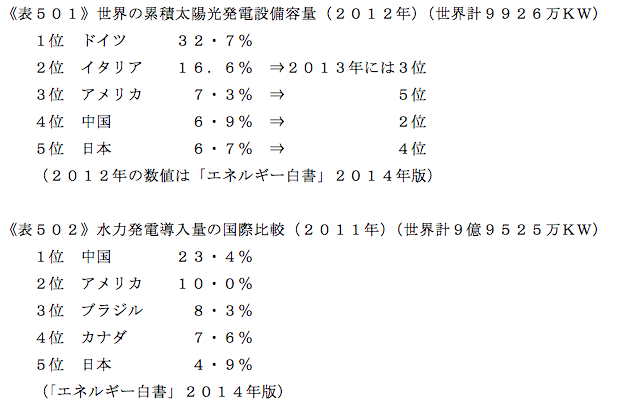 《表５０１》世界の累積太陽光発電設備容量（２０１２年）（世界計９９２６万ＫＷ）
１位　ドイツ　　３２・７％
２位　イタリア　１６．６％　⇒２０１３年には３位
３位　アメリカ　　７・３％　⇒　　　　　　　５位
４位　中国　　　　６・９％　⇒　　　　　　　２位
５位　日本　　　　６・７％　⇒　　　　　　　４位
（２０１２年の数値は「エネルギー白書」２０１４年版）
《表５０２》水力発電導入量の国際比較（２０１１年）（世界計９億９５２５万ＫＷ）
１位　中国　　　２３・４％
２位　アメリカ　１０・０％
３位　ブラジル　　８・３％
４位　カナダ　　　７・６％
５位　日本　　　　４・９％
（「エネルギー白書」２０１４年版）